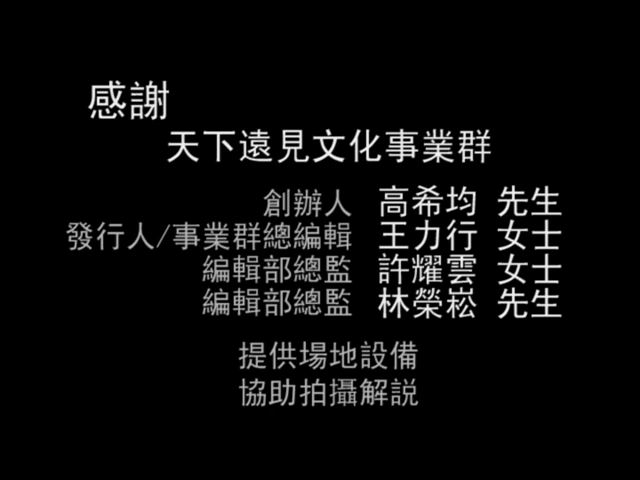 感謝
天下遠見文化事業群
創辦人 高希均 先生
發行人/事業群總編輯 王力行 女士
編輯部總監 許耀雲 女士
編輯部總監 林榮崧 先生
提供場地設備
協助拍攝解說